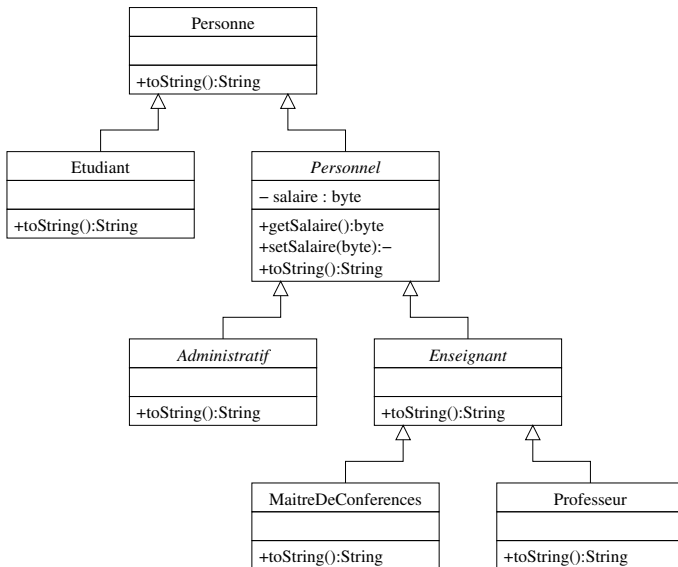 Personne
+toString():String
Etudiant
+toString():String
Personnel
− salaire : byte
+getSalaire():byte
+setSalaire(byte):−
+toString():String
Administratif
+toString():String
Enseignant
+toString():String
MaitreDeConferences
+toString():String
Professeur
+toString():String